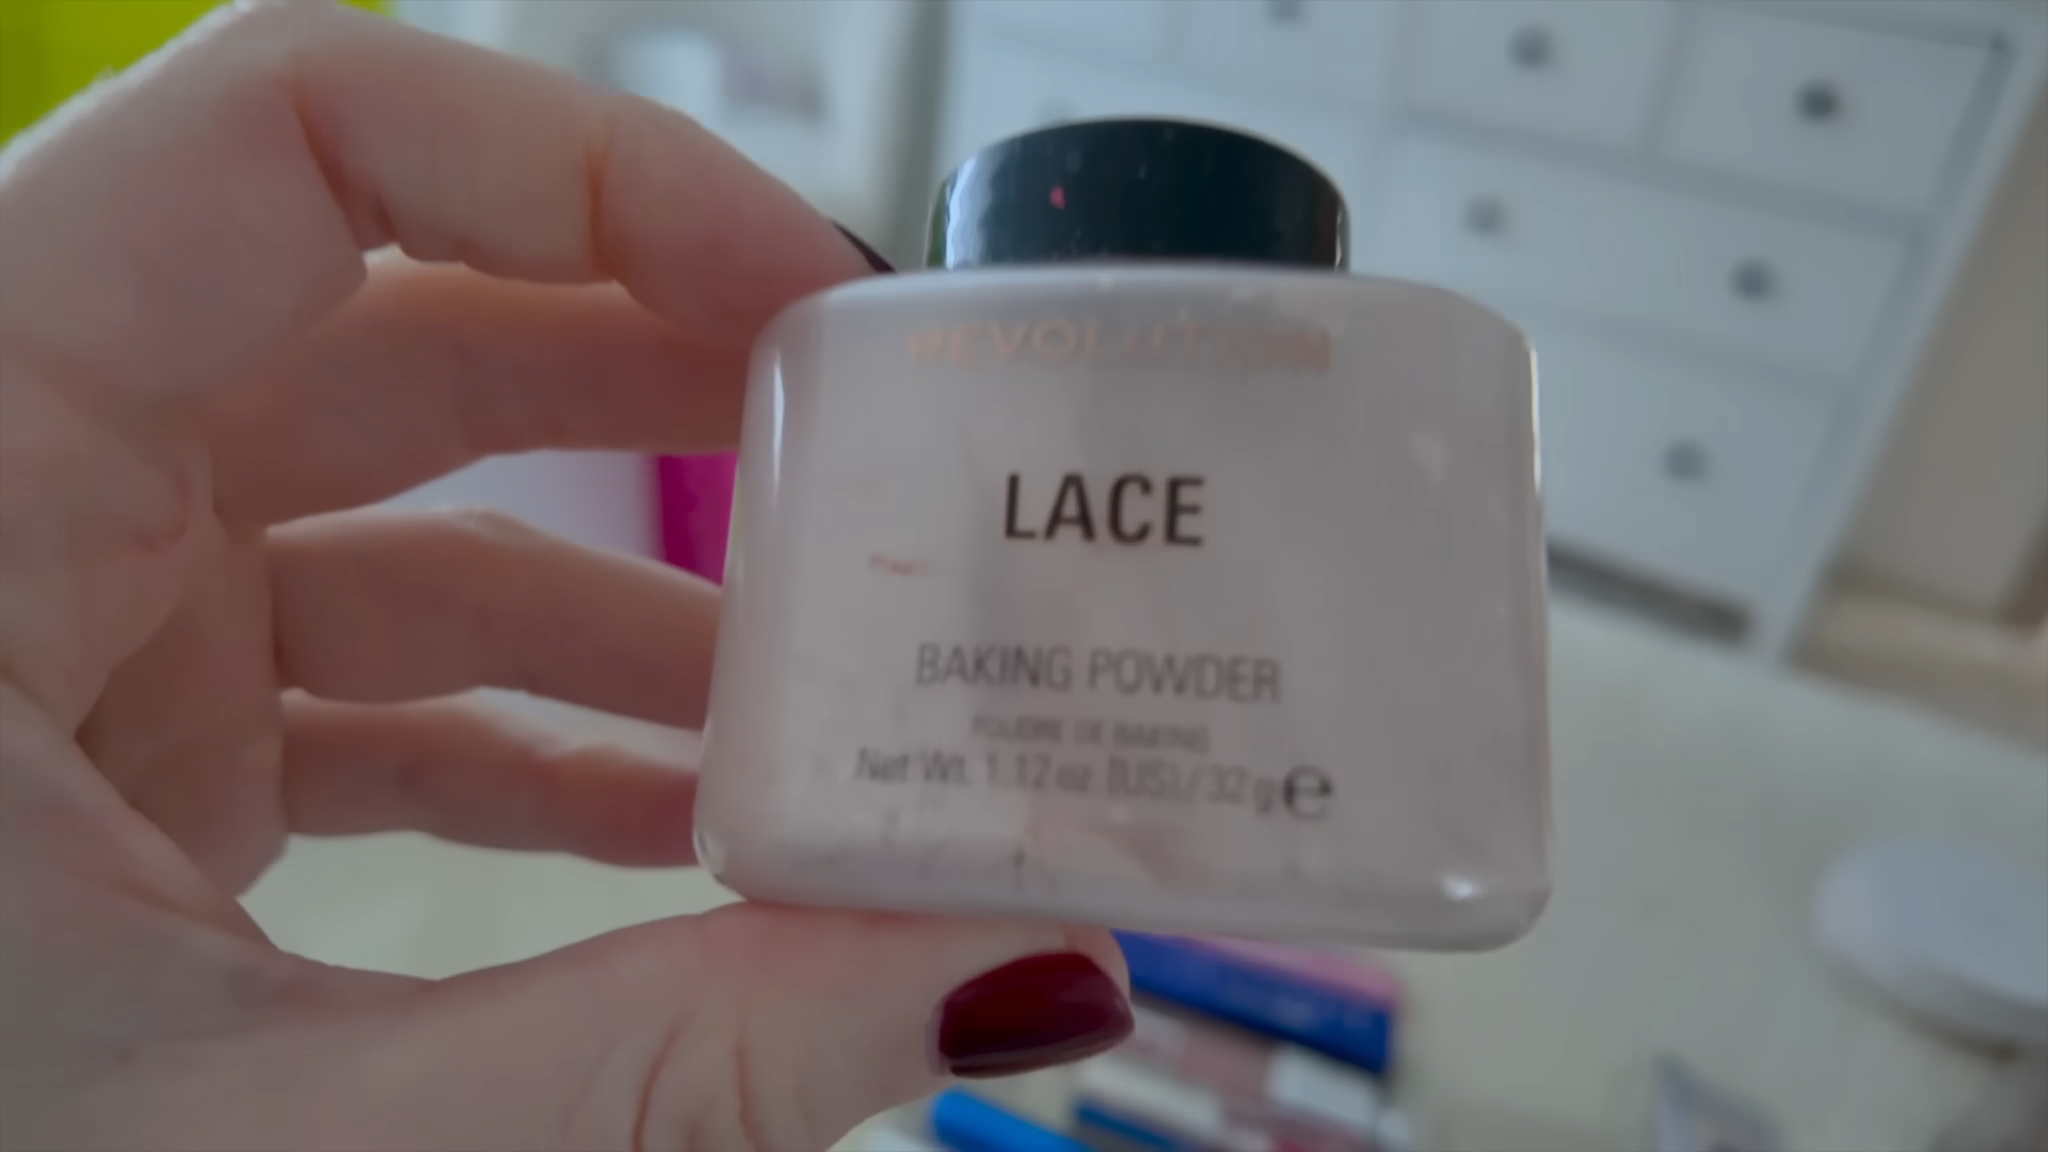 REVOLUTION
LACE
BAKING POWDER
POUDRE DE BAKING
Net Wt. 1.12 oz. (US) / 32 g ℮